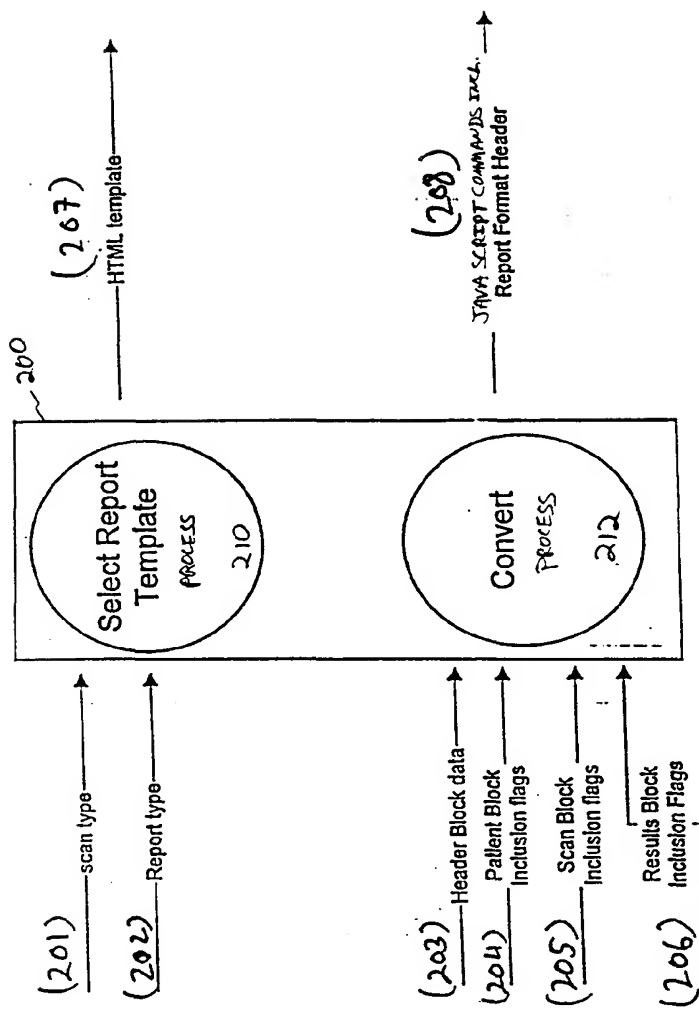 (201)
scan type
(202)
Report type
(203)
Header Block data
(204)
Patient Block
Inclusion flags
(205)
Scan Block
Inclusion flags
(206)
Results Block
Inclusion Flags
200
Select Report
Template
PROCESS
210
Convert
PROCESS
212
(207)
HTML template
(208)
JAVA SCRIPT COMMANDS INCL.
Report Format Header